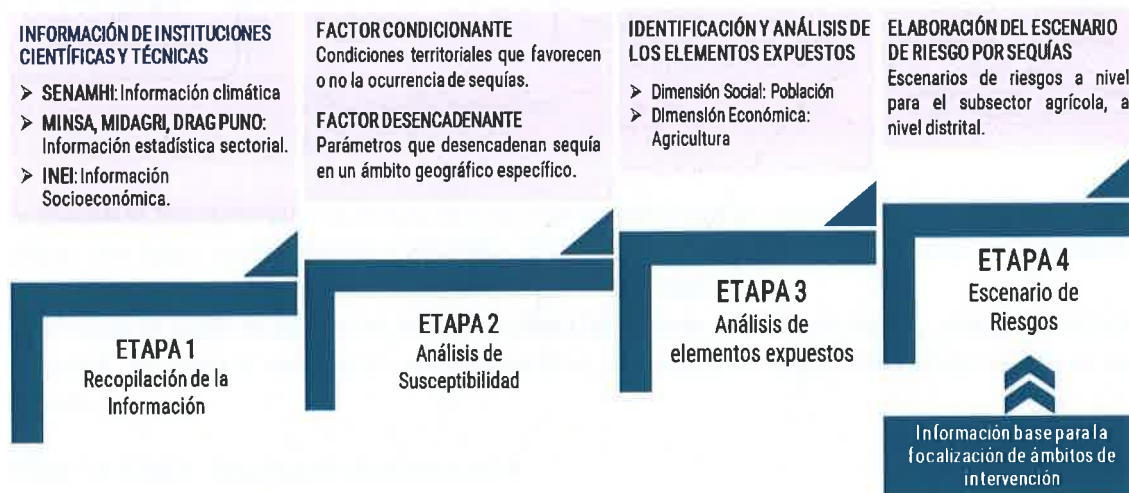 INFORMACIÓN DE INSTITUCIONES
CIENTÍFICAS Y TÉCNICAS
➢ SENAMHI: Información climática
➢ MINSA, MIDAGRI, DRAG PUNO:
Información estadística sectorial.
➢ INEI: Información
Socioeconómica.
ETAPA 1
Recopilación de la
Información
FACTOR CONDICIONANTE
Condiciones territoriales que favorecen
o no la ocurrencia de sequías.
FACTOR DESENCADENANTE
Parámetros que desencadenan sequía
en un ámbito geográfico específico.
ETAPA 2
Análisis de
Susceptibilidad
IDENTIFICACIÓN Y ANÁLISIS DE
LOS ELEMENTOS EXPUESTOS
➢ Dimensión Social: Población
➢ Dimensión Económica:
Agricultura
ETAPA 3
Análisis de
elementos expuestos
ELABORACIÓN DEL ESCENARIO
DE RIESGO POR SEQUÍAS
Escenarios de riesgos a nivel
para el subsector agrícola, a
nivel distrital.
ETAPA 4
Escenario de
Riesgos
Información base para la
focalización de ámbitos de
intervención